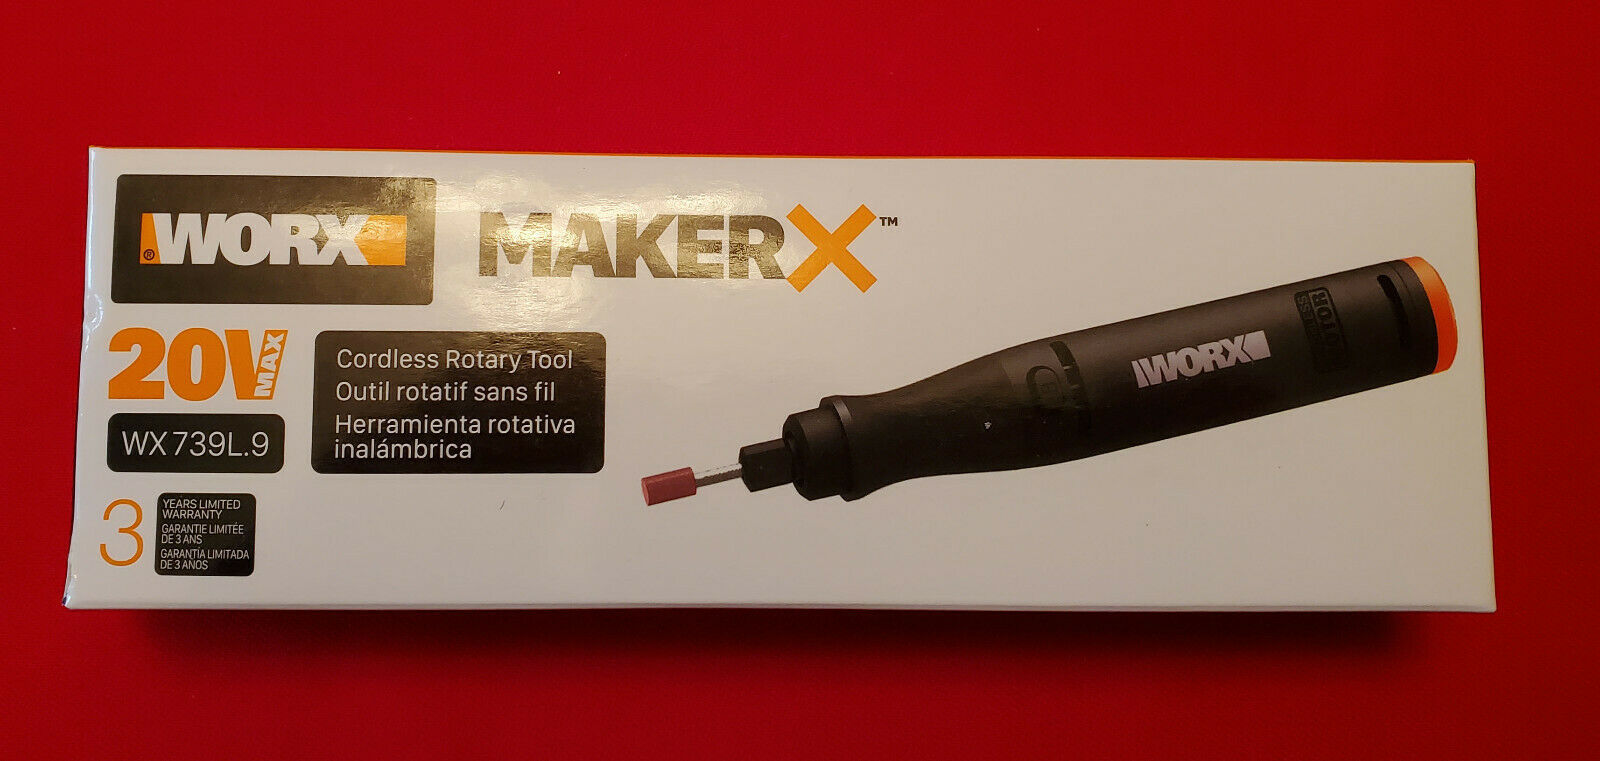 WORX
®
MAKERX™
20V MAX
WX739L.9
Cordless Rotary Tool
Outil rotatif sans fil
Herramienta rotativa
inalámbrica
3
YEARS LIMITED
WARRANTY
GARANTIE LIMITÉE
DE 3 ANS
GARANTÍA LIMITADA
DE 3 AÑOS
WORX